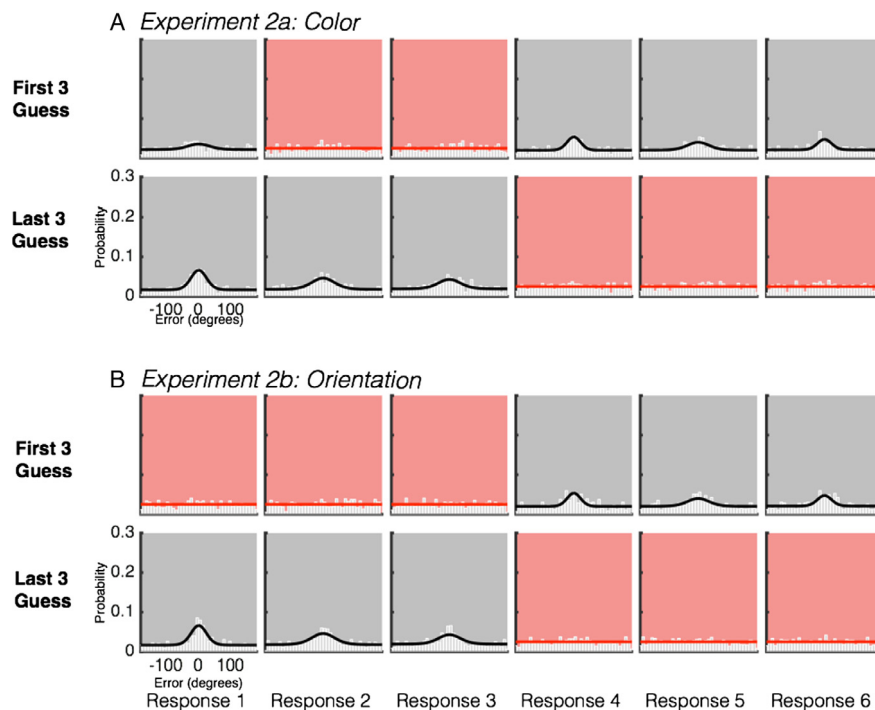 A Experiment 2a: Color
First 3
Guess
Last 3
Guess
Probability
0.3
0.2
0.1
0
-100 0 100
Error (degrees)
B Experiment 2b: Orientation
First 3
Guess
Last 3
Guess
Probability
0.3
0.2
0.1
0
-100 0 100
Error (degrees)
Response 1 Response 2 Response 3 Response 4 Response 5 Response 6